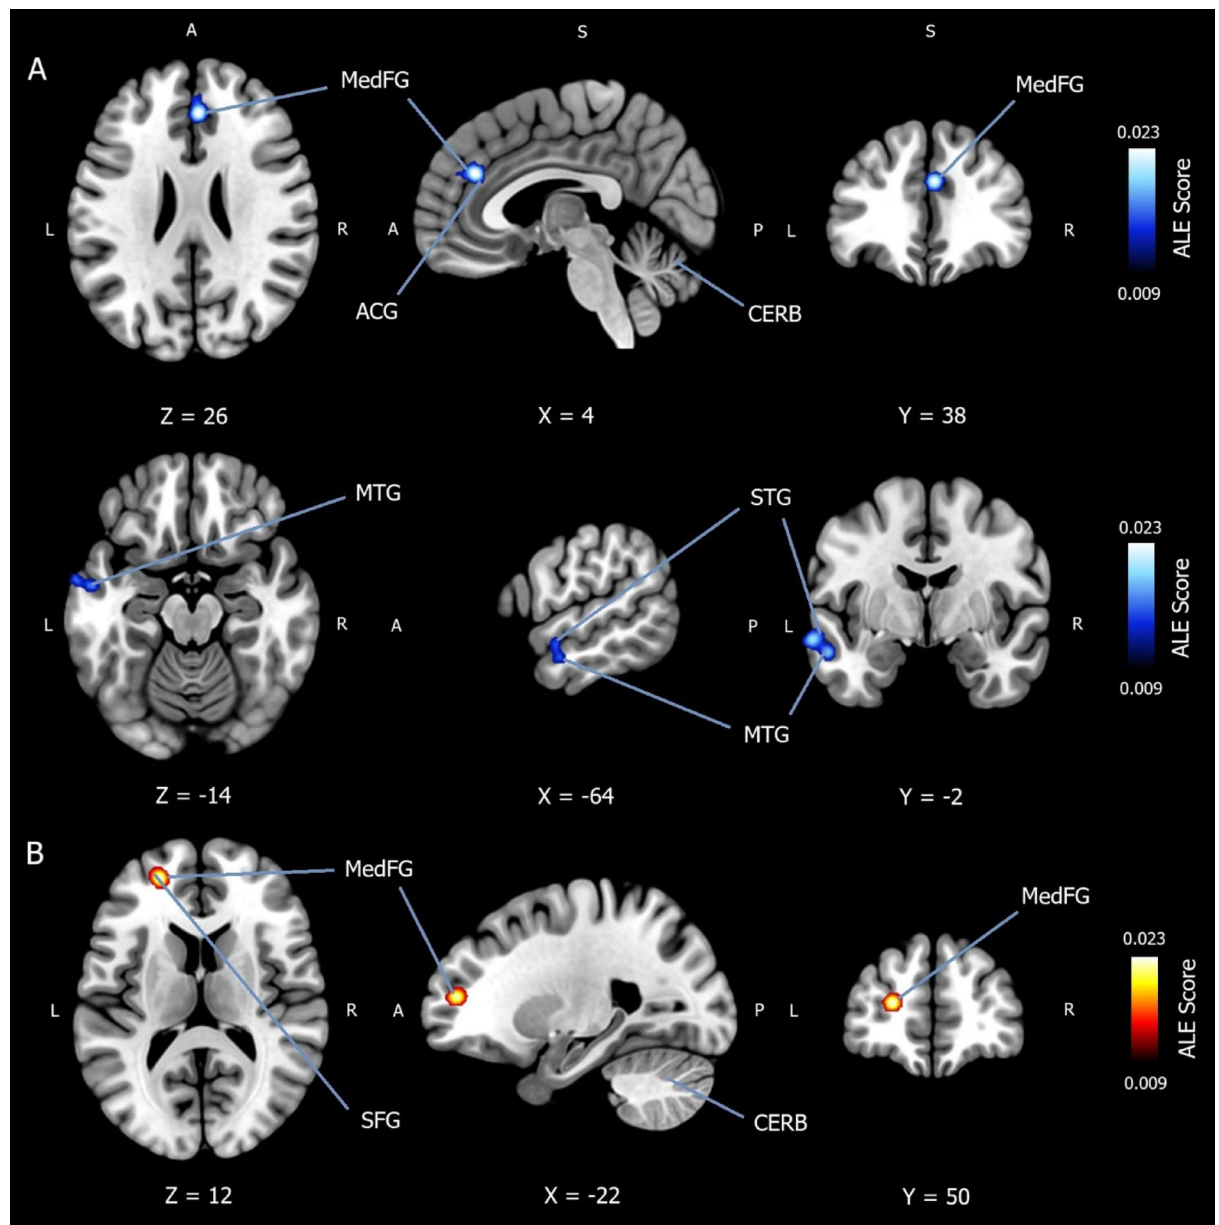 A S S
A
MedFG
MedFG
0.023
ALE Score
0.009
L R A P L R
ACG
CERB
Z = 26 X = 4 Y = 38
MTG
STG
0.023
ALE Score
0.009
L R A P L R
MTG
Z = -14 X = -64 Y = -2
B
MedFG
MedFG
0.023
ALE Score
0.009
L R A P L R
SFG
CERB
Z = 12 X = -22 Y = 50